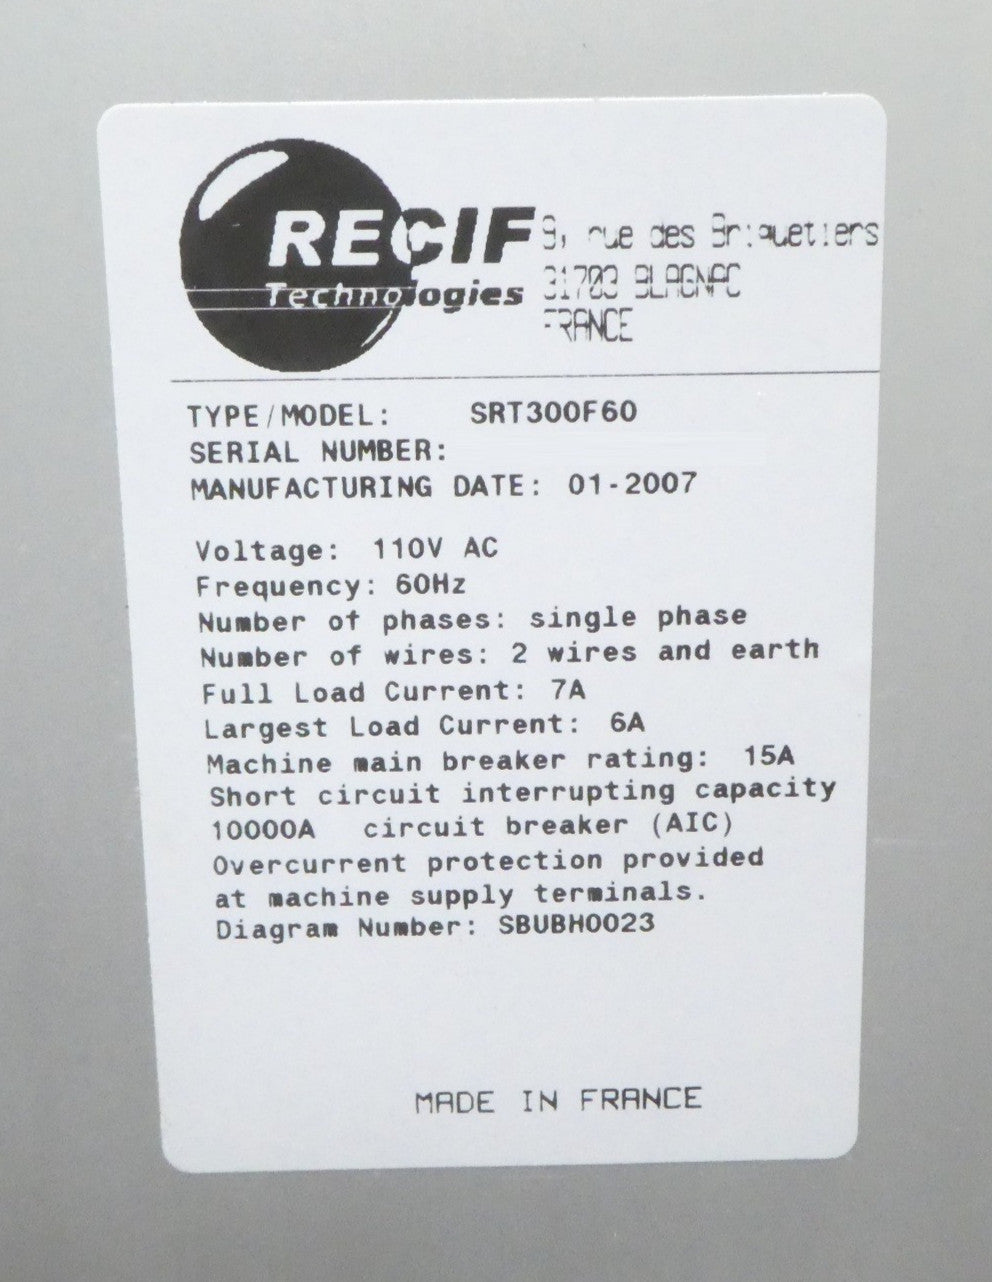 RECIF
Technologies
9, rue des Briquetiers
31703 BLAGNAC
FRANCE
TYPE/MODEL: SRT300F60
SERIAL NUMBER:
MANUFACTURING DATE: 01-2007
Voltage: 110V AC
Frequency: 60Hz
Number of phases: single phase
Number of wires: 2 wires and earth
Full Load Current: 7A
Largest Load Current: 6A
Machine main breaker rating: 15A
Short circuit interrupting capacity
10000A circuit breaker (AIC)
Overcurrent protection provided
at machine supply terminals.
Diagram Number: SBUBH0023
MADE IN FRANCE